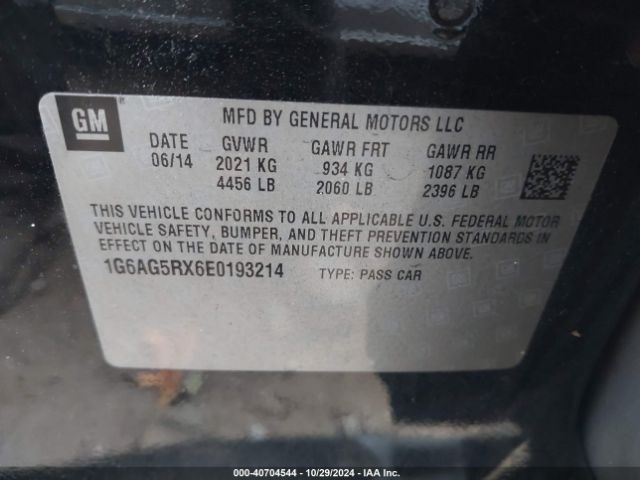 GM
MFD BY GENERAL MOTORS LLC
DATE GVWR GAWR FRT GAWR RR
06/14 2021 KG 934 KG 1087 KG
4456 LB 2060 LB 2396 LB
THIS VEHICLE CONFORMS TO ALL APPLICABLE U.S. FEDERAL MOTOR
VEHICLE SAFETY, BUMPER, AND THEFT PREVENTION STANDARDS IN
EFFECT ON THE DATE OF MANUFACTURE SHOWN ABOVE.
1G6AG5RX6E0193214 TYPE: PASS CAR
000-40704544 / 10/29/2024 / IAA Inc.